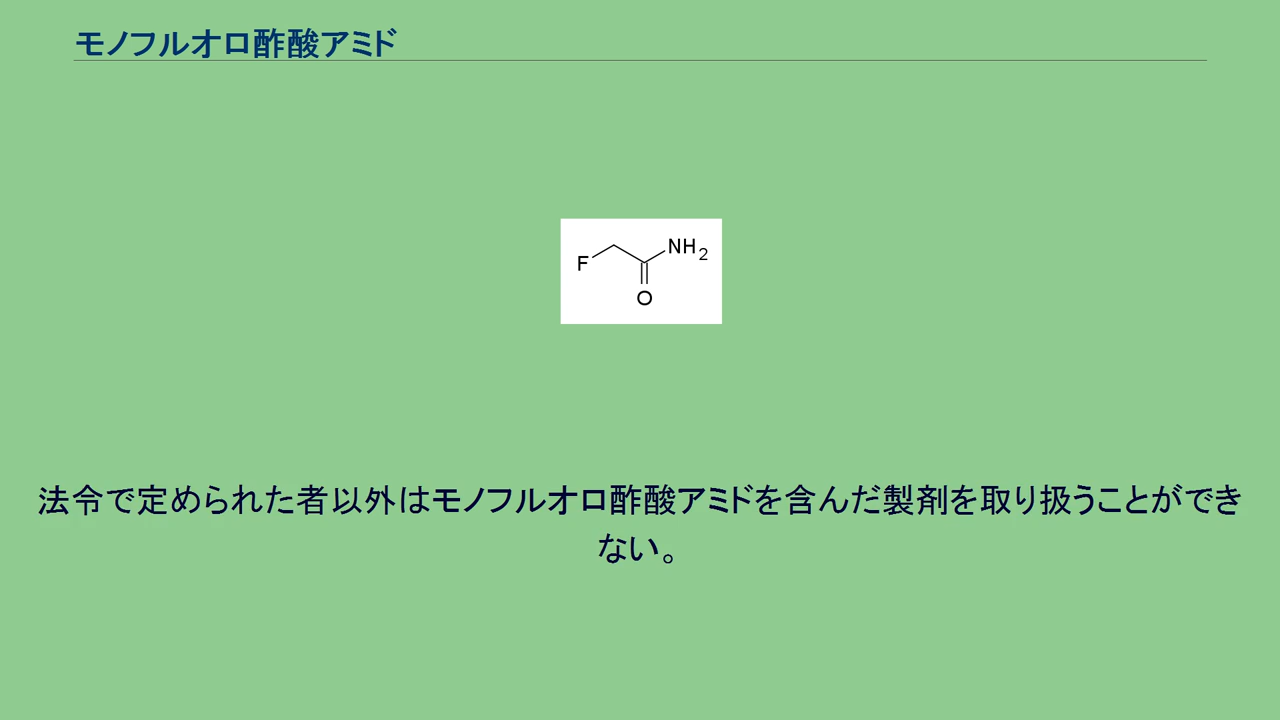 モノフルオロ酢酸アミド
F
NH2
O
法令で定められた者以外はモノフルオロ酢酸アミドを含んだ製剤を取り扱うことができ
ない。